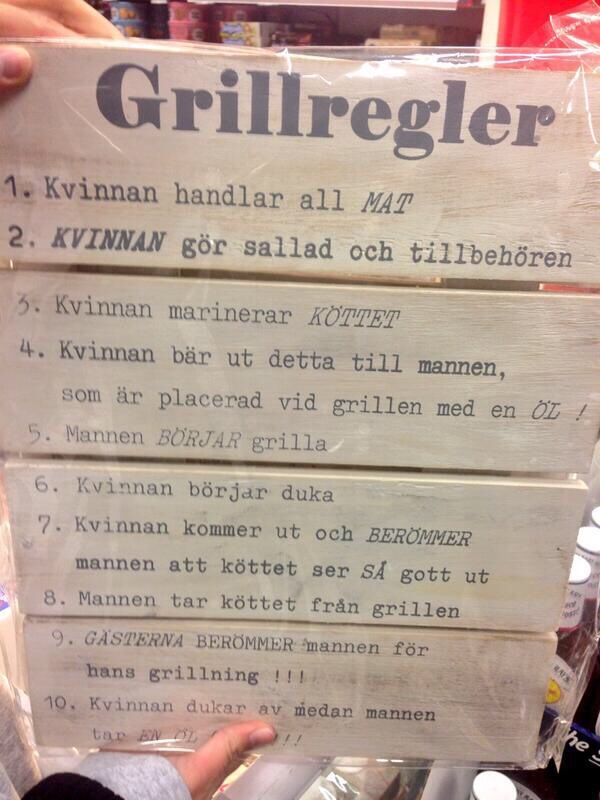 Grillregler
1. Kvinnan handlar all MAT
2. KVINNAN gör sallad och tillbehören
3. Kvinnan marinerar KÖTTET
4. Kvinnan bär ut detta till mannen,
som är placerad vid grillen med en ÖL !
5. Mannen BÖRJAR grilla
6. Kvinnan börjar duka
7. Kvinnan kommer ut och BERÖMMER
mannen att köttet ser SÅ gott ut
8. Mannen tar köttet från grillen
9. GÄSTERNA BERÖMMER mannen för
hans grillning !!!
10. Kvinnan dukar av medan mannen
tar EN ÖL !!